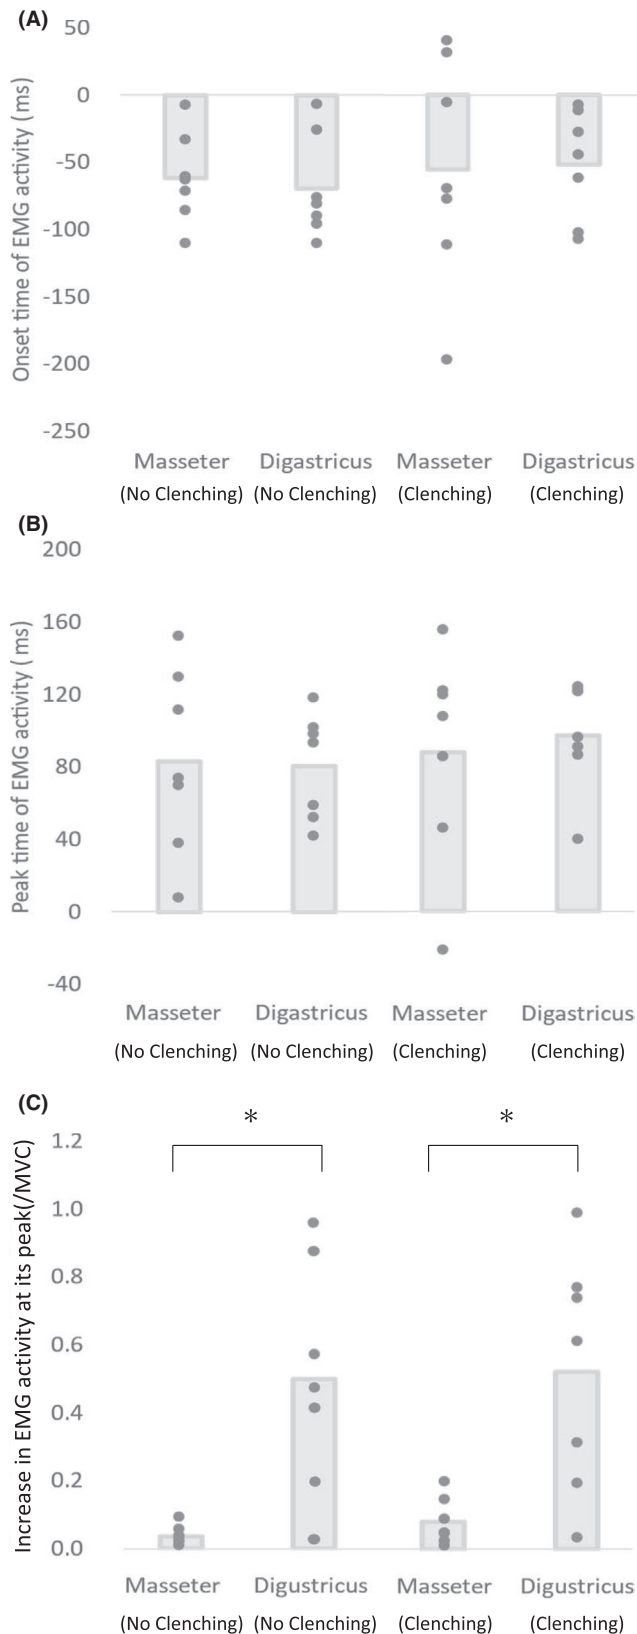 (A)
Onset time of EMG activity (ms)
50
0
-50
-100
-150
-200
-250
Masseter Digastricus Masseter Digastricus
(No Clenching) (No Clenching) (Clenching) (Clenching)
(B)
Peak time of EMG activity (ms)
200
160
120
80
40
0
-40
Masseter Digastricus Masseter Digastricus
(No Clenching) (No Clenching) (Clenching) (Clenching)
(C)
Increase in EMG activity at its peak(/MVC)
* *
1.2
1.0
0.8
0.6
0.4
0.2
0.0
Masseter Digustricus Masseter Digustricus
(No Clenching) (No Clenching) (Clenching) (Clenching)